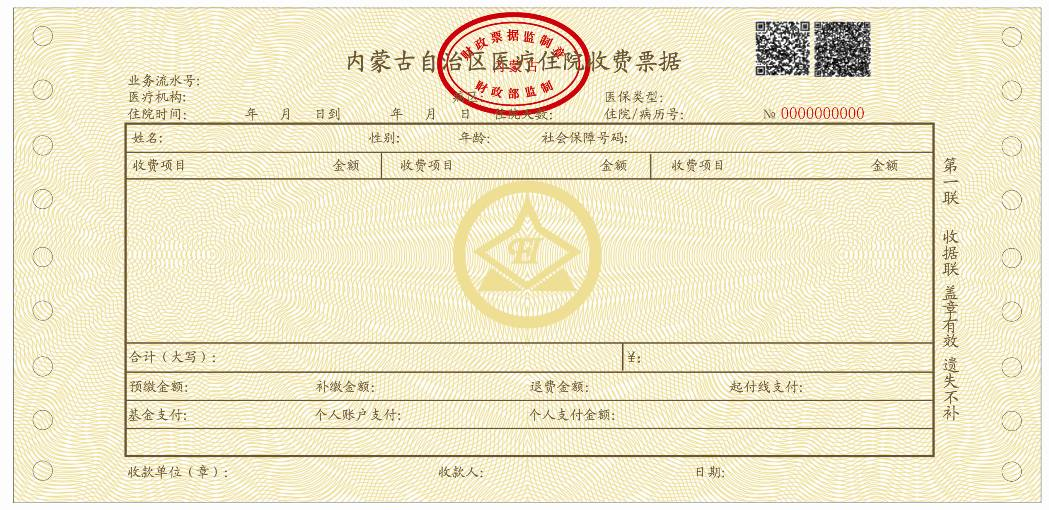 内蒙古自治区医疗住院收费票据
财政票据监制章
内蒙古
财政部监制
业务流水号:
医疗机构: 医保类型:
住院时间: 年 月 日到 年 月 日 住院天数: 住院/病历号: № 0000000000
姓名: 性别: 年龄: 社会保障号码:
收费项目 金额 收费项目 金额 收费项目 金额
合计（大写）: ¥:
预缴金额: 补缴金额: 退费金额: 起付线支付:
基金支付: 个人账户支付: 个人支付金额:
收款单位（章）: 收款人: 日期:
第一联 收据联 盖章有效 遗失不补